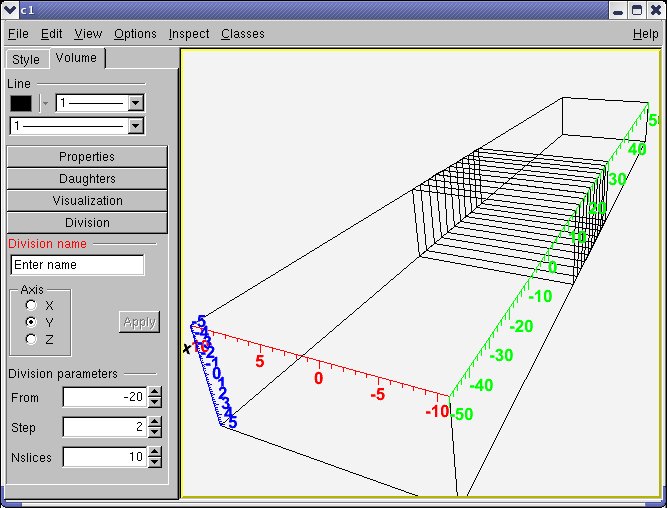 c1
File Edit View Options Inspect Classes Help
Style Volume
Line
1
1
Properties
Daughters
Visualization
Division
Division name
Enter name
Axis
X
Y
Z
Apply
Division parameters
From -20
Step 2
Nslices 10
40
30
20
10
0
-10
-20
-30
-40
-50
x
10
5
0
-5
-10
-5
-4
-2
-1
0
1
2
3
4
5